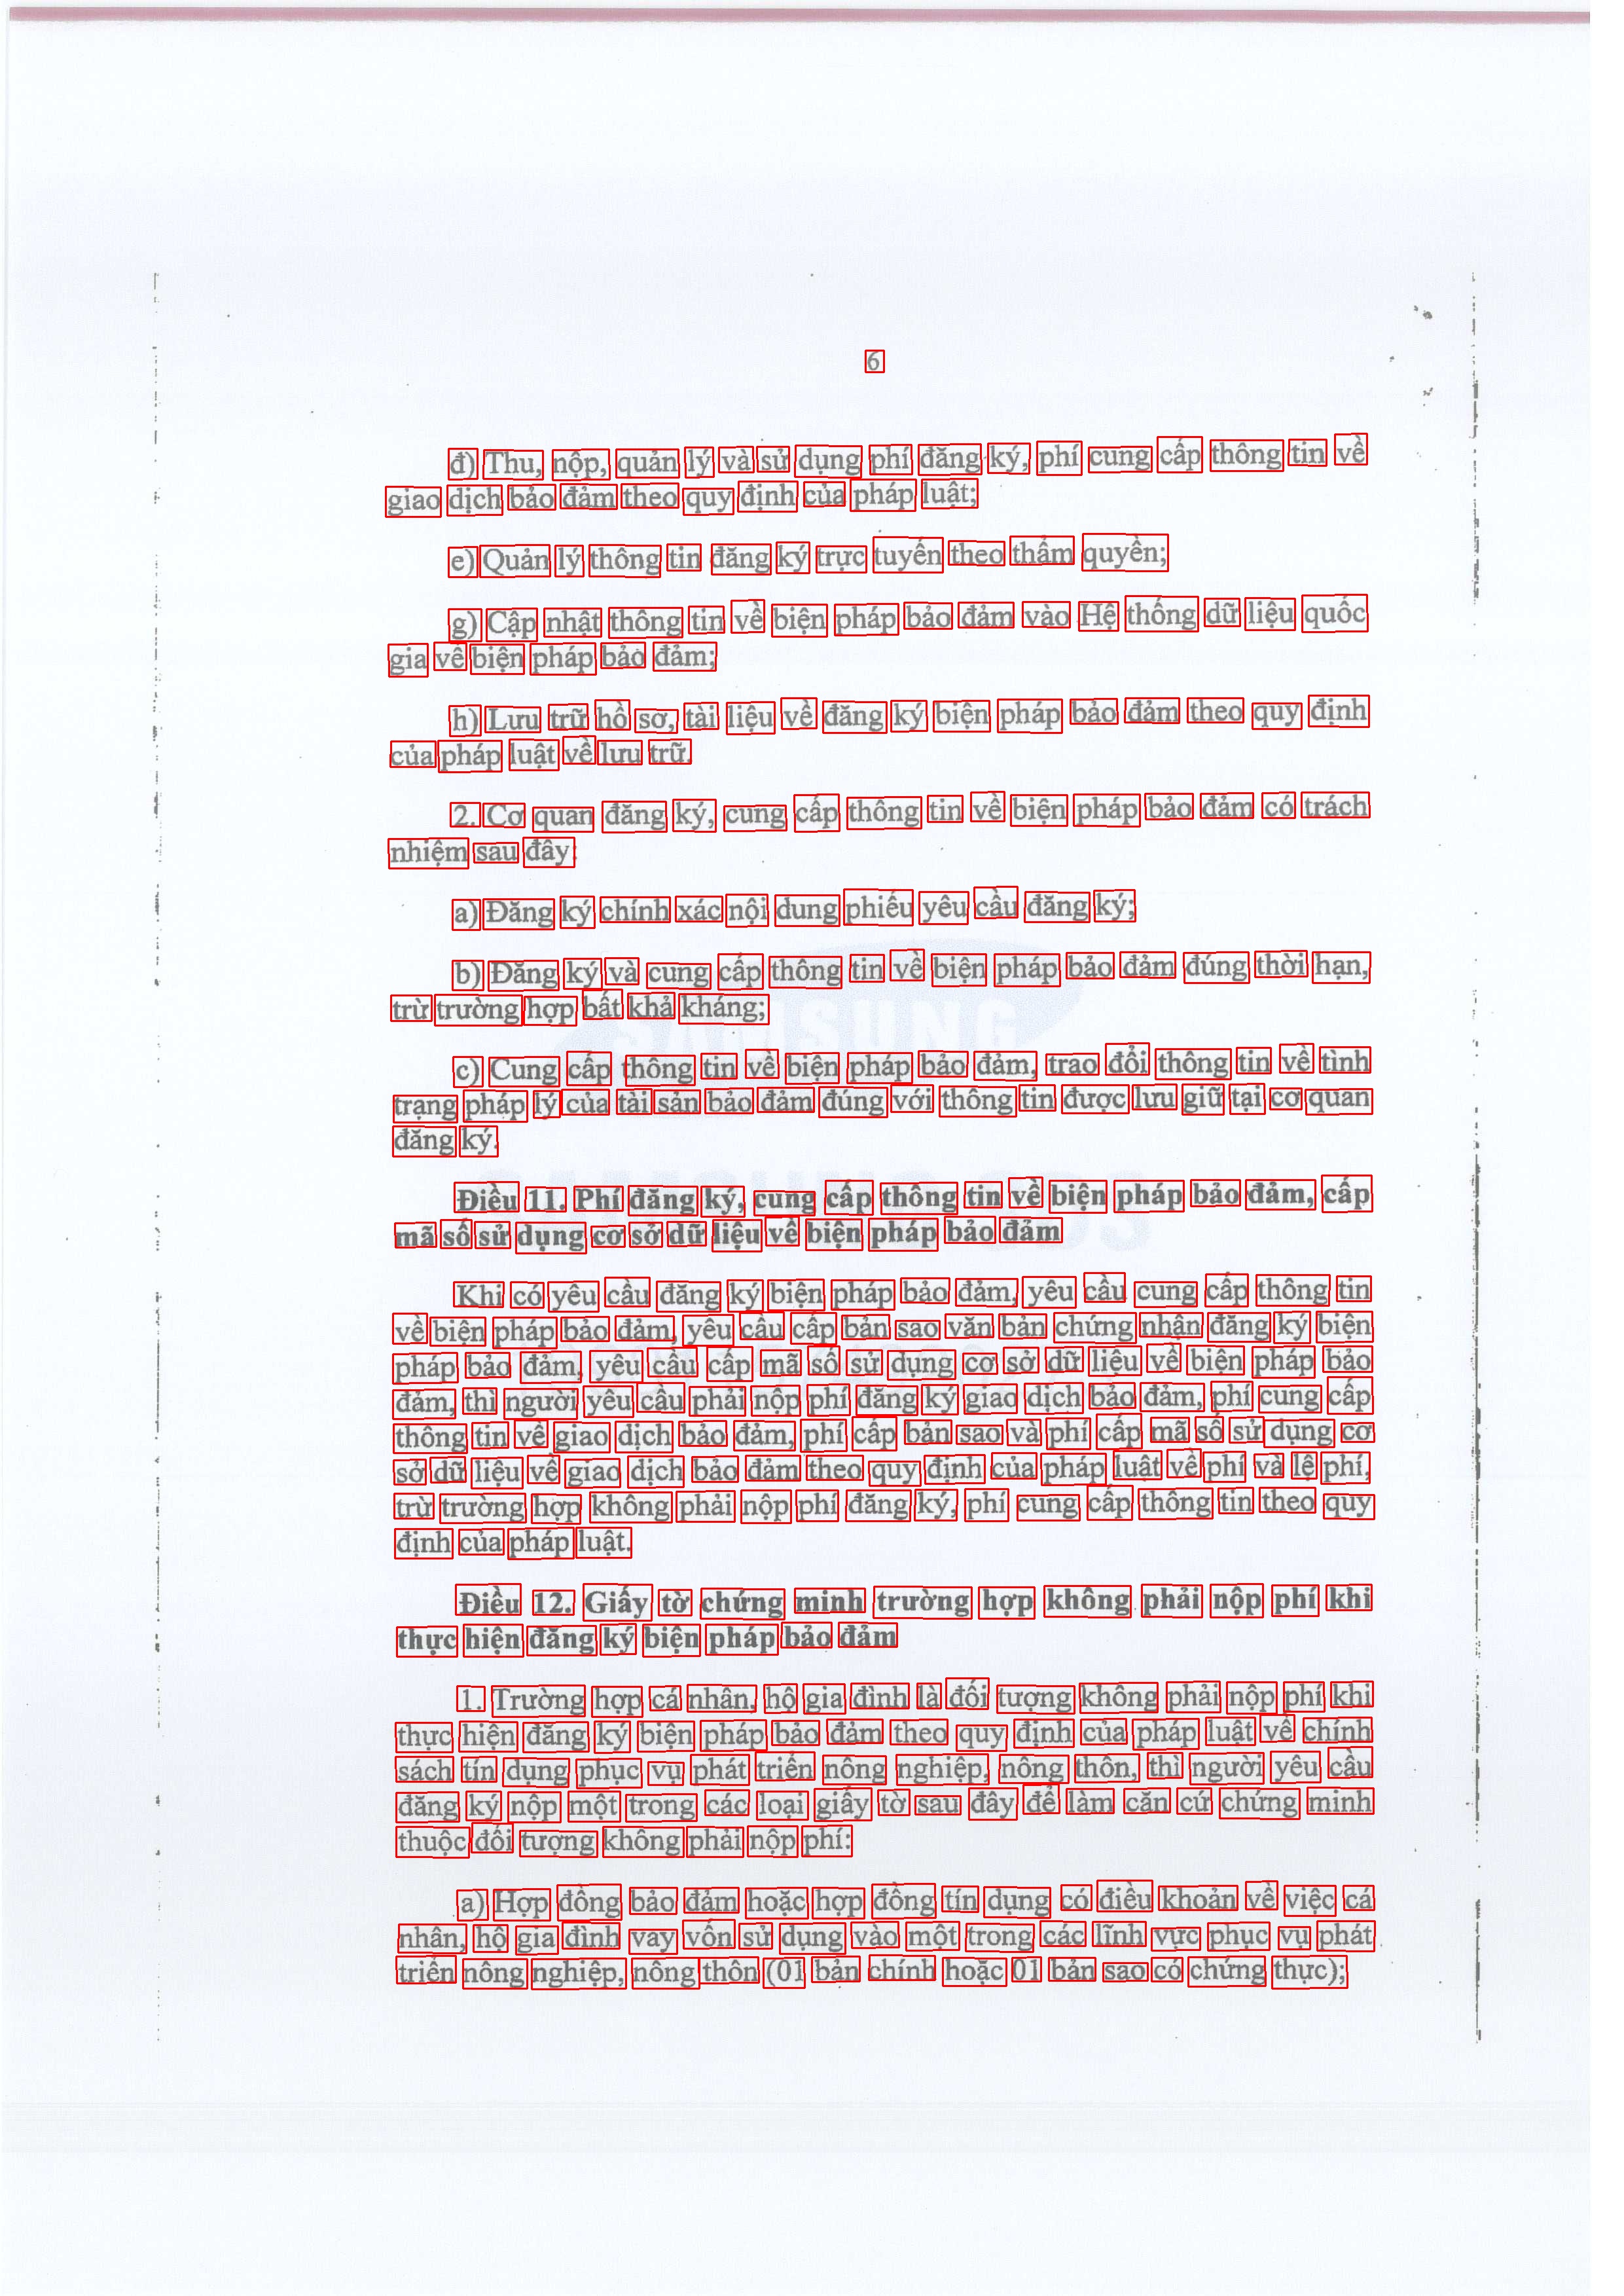 6
đ) Thu, nộp, quản lý và sử dụng phí đăng ký, phí cung cấp thông tin về
giao dịch bảo đảm theo quy định của pháp luật;
e) Quản lý thông tin đăng ký trực tuyến theo thẩm quyền;
g) Cập nhật thông tin về biện pháp bảo đảm vào Hệ thống dữ liệu quốc
gia về biện pháp bảo đảm;
h) Lưu trữ hồ sơ, tài liệu về đăng ký biện pháp bảo đảm theo quy định
của pháp luật về lưu trữ.
2. Cơ quan đăng ký, cung cấp thông tin về biện pháp bảo đảm có trách
nhiệm sau đây:
a) Đăng ký chính xác nội dung phiếu yêu cầu đăng ký;
b) Đăng ký và cung cấp thông tin về biện pháp bảo đảm đúng thời hạn,
trừ trường hợp bất khả kháng;
SAMSUNG
c) Cung cấp thông tin về biện pháp bảo đảm, trao đổi thông tin về tình
trạng pháp lý của tài sản bảo đảm đúng với thông tin được lưu giữ tại cơ quan
đăng ký.
Điều 11. Phí đăng ký, cung cấp thông tin về biện pháp bảo đảm, cấp
mã số sử dụng cơ sở dữ liệu về biện pháp bảo đảm
Khi có yêu cầu đăng ký biện pháp bảo đảm, yêu cầu cung cấp thông tin
về biện pháp bảo đảm, yêu cầu cấp bản sao văn bản chứng nhận đăng ký biện
pháp bảo đảm, yêu cầu cấp mã số sử dụng cơ sở dữ liệu về biện pháp bảo
đảm, thì người yêu cầu phải nộp phí đăng ký giao dịch bảo đảm, phí cung cấp
thông tin về giao dịch bảo đảm, phí cấp bản sao và phí cấp mã số sử dụng cơ
sở dữ liệu về giao dịch bảo đảm theo quy định của pháp luật về phí và lệ phí,
trừ trường hợp không phải nộp phí đăng ký, phí cung cấp thông tin theo quy
định của pháp luật.
Điều 12. Giấy tờ chứng minh trường hợp không phải nộp phí khi
thực hiện đăng ký biện pháp bảo đảm
1. Trường hợp cá nhân, hộ gia đình là đối tượng không phải nộp phí khi
thực hiện đăng ký biện pháp bảo đảm theo quy định của pháp luật về chính
sách tín dụng phục vụ phát triển nông nghiệp, nông thôn, thì người yêu cầu
đăng ký nộp một trong các loại giấy tờ sau đây để làm căn cứ chứng minh
thuộc đối tượng không phải nộp phí:
a) Hợp đồng bảo đảm hoặc hợp đồng tín dụng có điều khoản về việc cá
nhân, hộ gia đình vay vốn sử dụng vào một trong các lĩnh vực phục vụ phát
triển nông nghiệp, nông thôn (01 bản chính hoặc 01 bản sao có chứng thực);